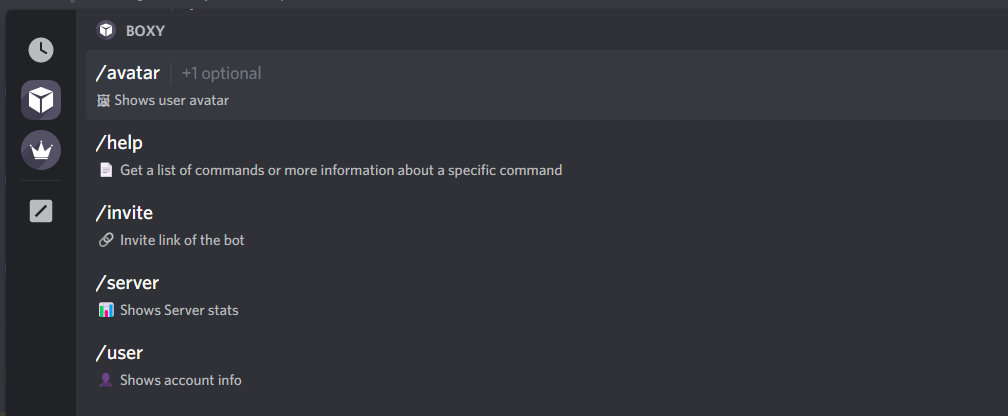 BOXY
/avatar +1 optional
Shows user avatar
/help
Get a list of commands or more information about a specific command
/invite
Invite link of the bot
/server
Shows Server stats
/user
Shows account info